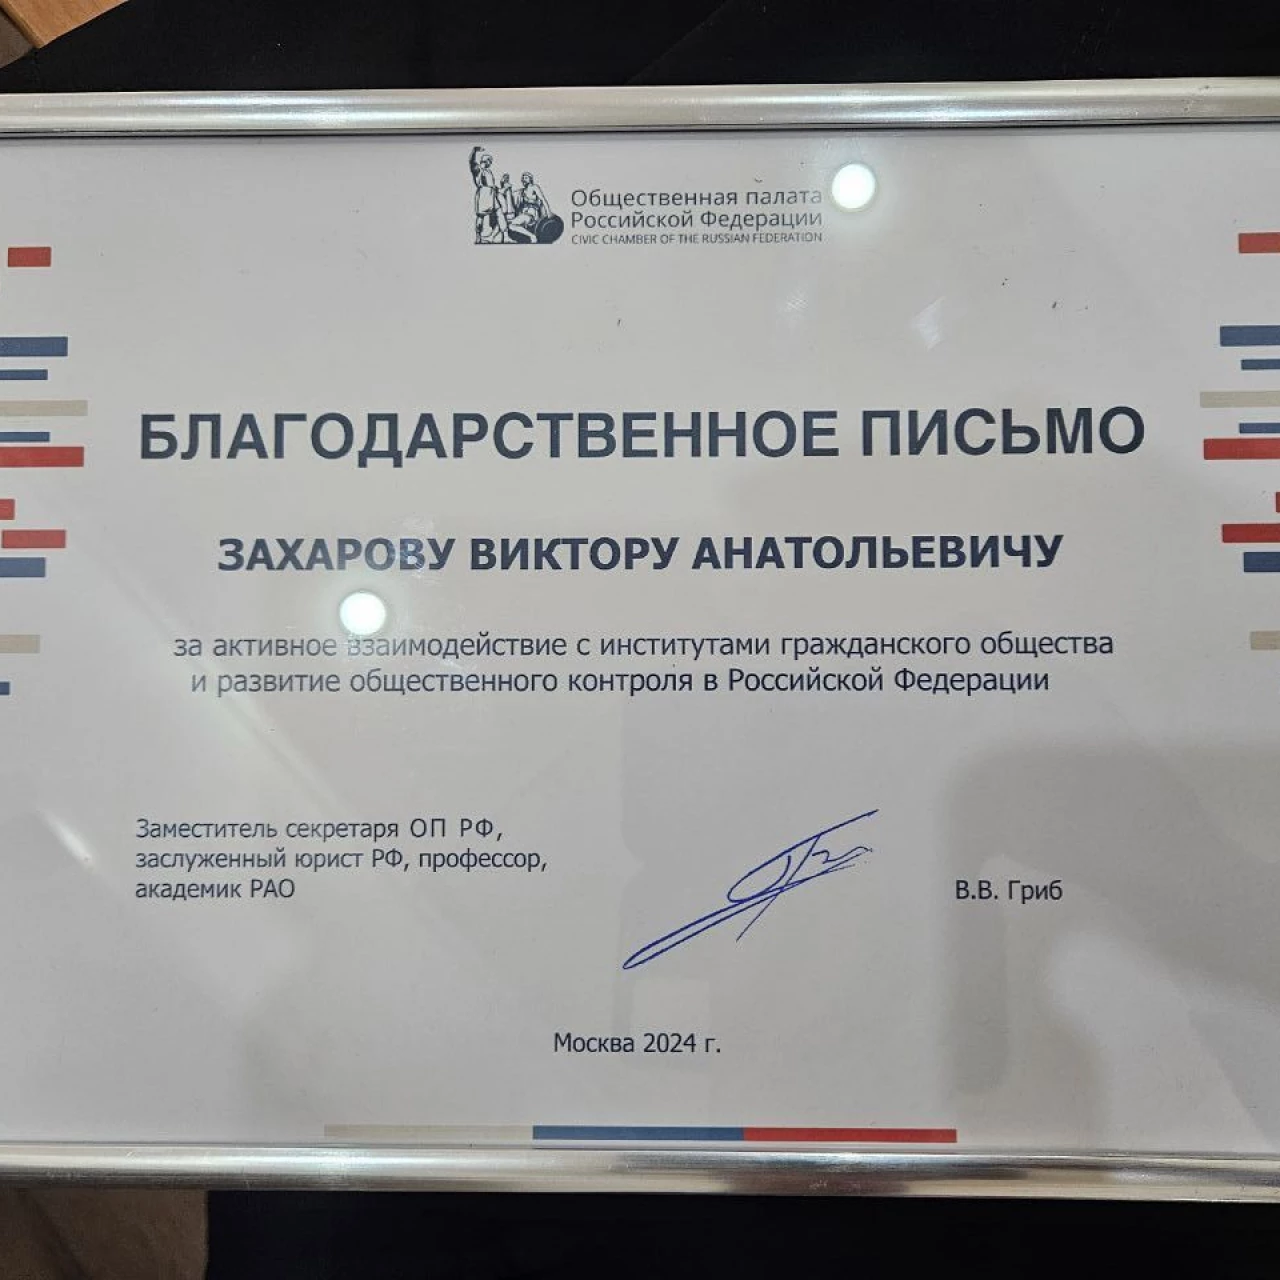 Общественная палата
Российской Федерации
CIVIC CHAMBER OF THE RUSSIAN FEDERATION
БЛАГОДАРСТВЕННОЕ ПИСЬМО
ЗАХАРОВУ ВИКТОРУ АНАТОЛЬЕВИЧУ
за активное взаимодействие с институтами гражданского общества
и развитие общественного контроля в Российской Федерации
Заместитель секретаря ОП РФ,
заслуженный юрист РФ, профессор,
академик РАО
В.В. Гриб
Москва 2024 г.